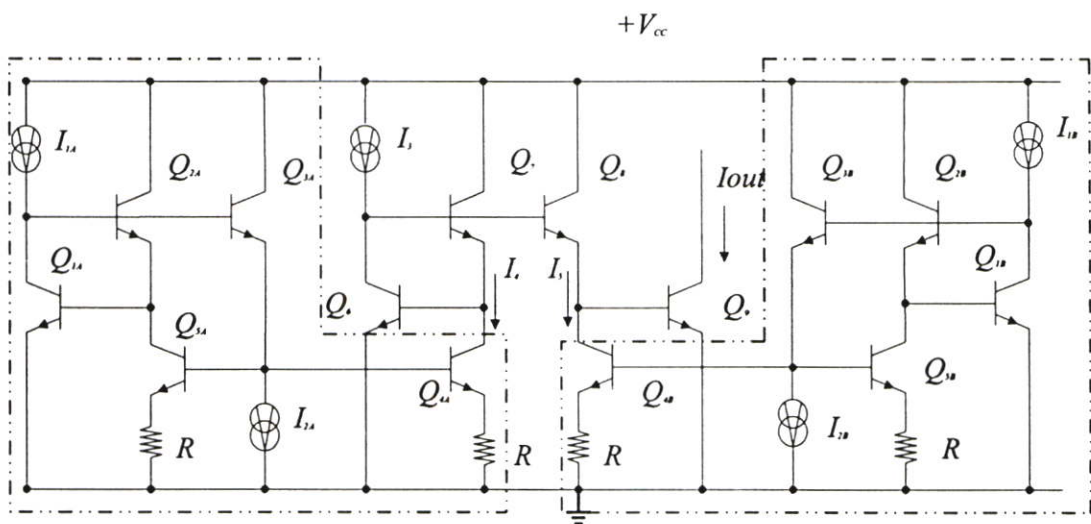 +Vcc
I1A
Q2A
Q3A
I3
Q7
Q8
Iout
Q3B
Q2B
I1B
Q1A
Q6
I4
I5
Q9
Q1B
Q5A
Q4A
Q4B
Q5B
I2A
I2B
R
R
R
R